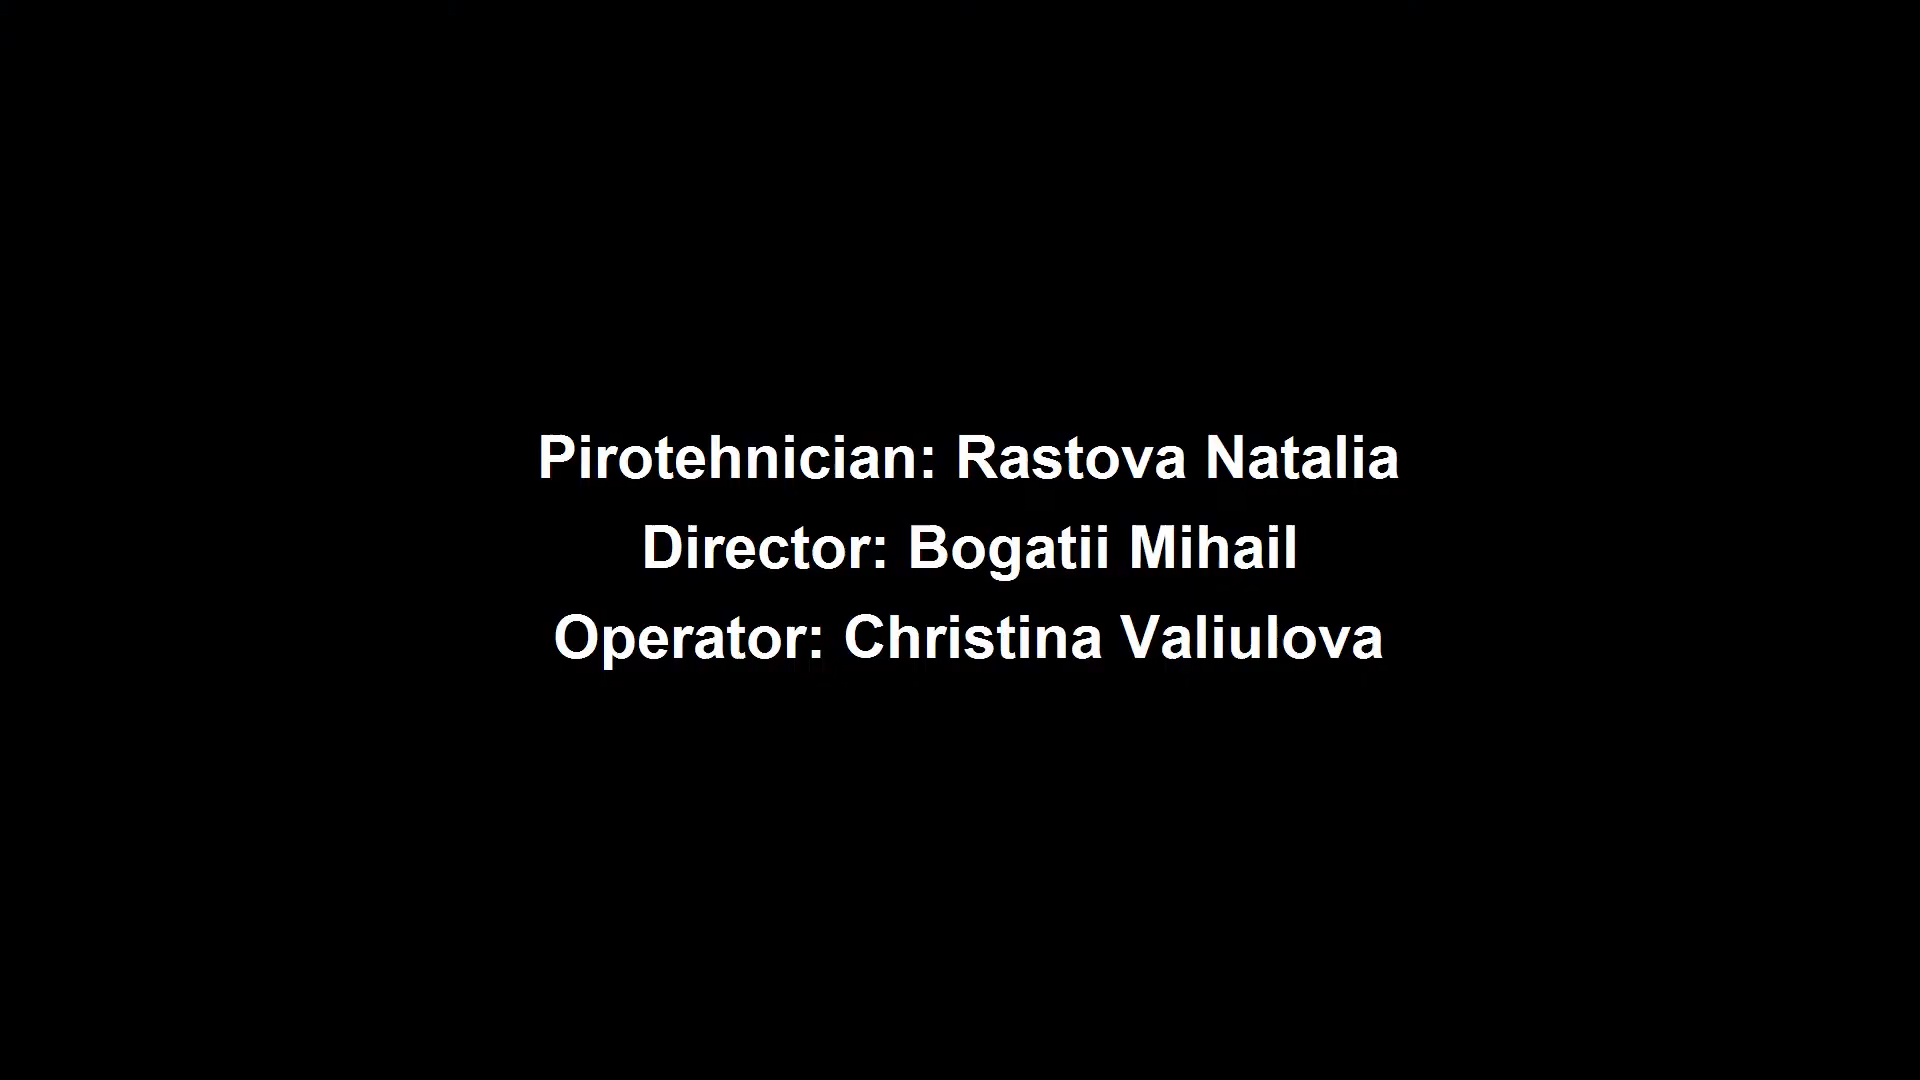 Pirotehnician: Rastova Natalia
Director: Bogatii Mihail
Operator: Christina Valiulova